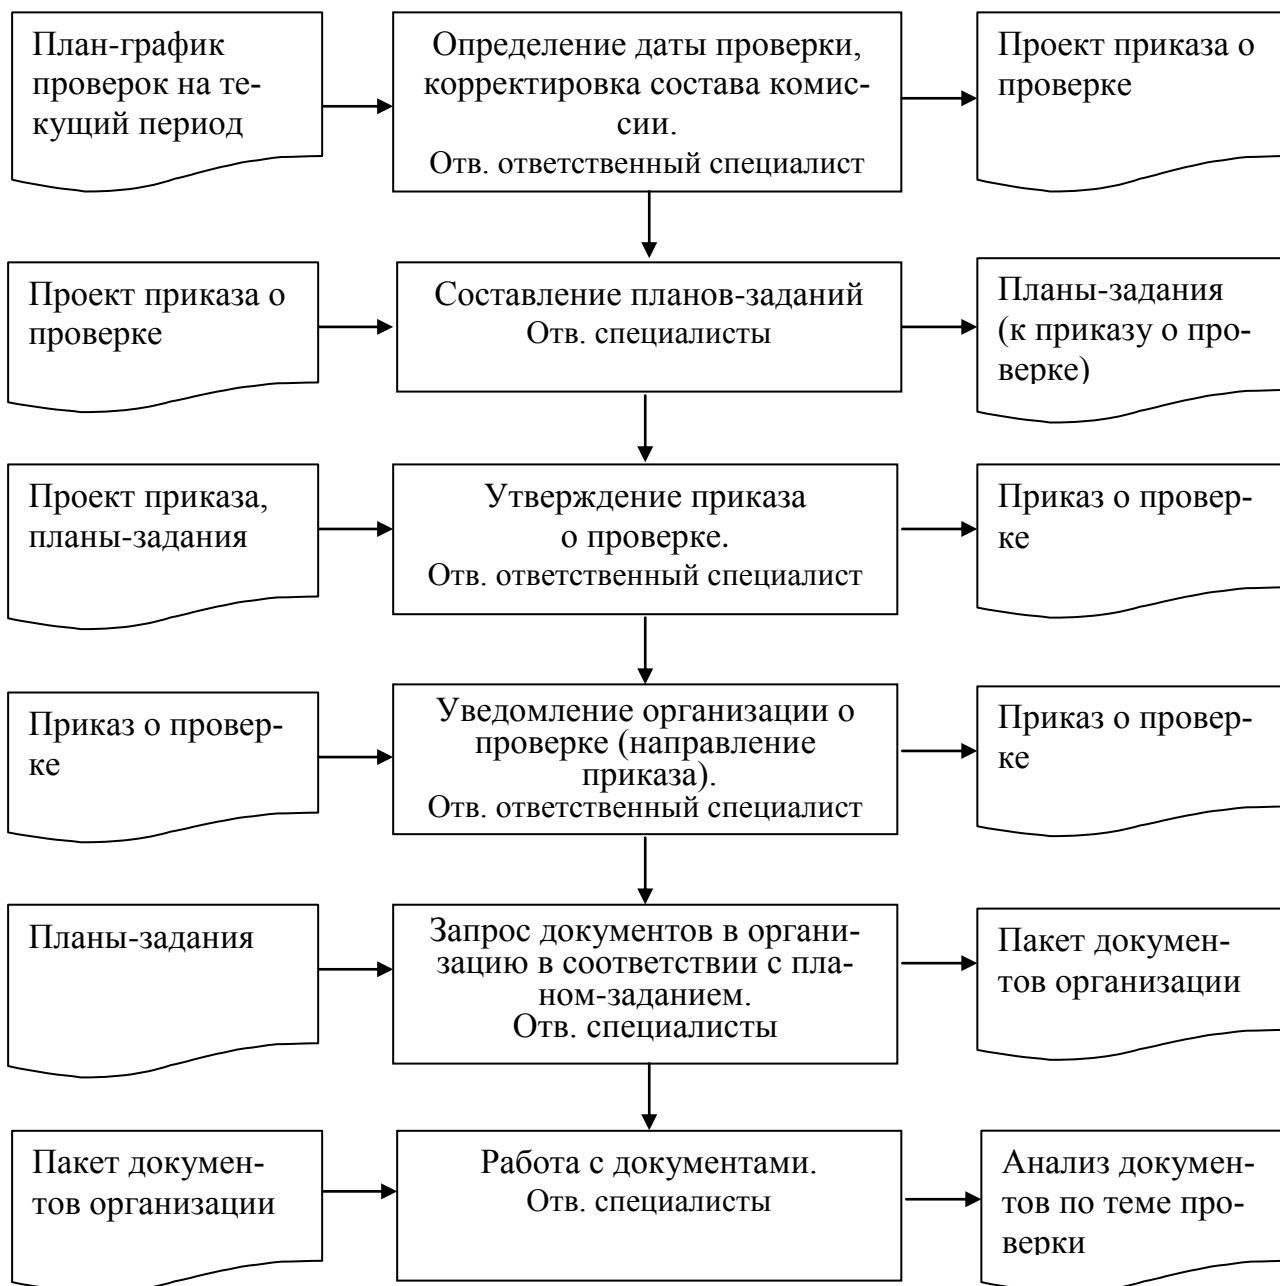 План-график
проверок на те-
кущий период
Определение даты проверки,
корректировка состава комис-
сии.
Отв. ответственный специалист
Проект приказа о
проверке
Проект приказа о
проверке
Составление планов-заданий
Отв. специалисты
Планы-задания
(к приказу о про-
верке)
Проект приказа,
планы-задания
Утверждение приказа
о проверке.
Отв. ответственный специалист
Приказ о провер-
ке
Приказ о провер-
ке
Уведомление организации о
проверке (направление
приказа).
Отв. ответственный специалист
Приказ о провер-
ке
Планы-задания
Запрос документов в органи-
зацию в соответствии с пла-
ном-заданием.
Отв. специалисты
Пакет докумен-
тов организации
Пакет докумен-
тов организации
Работа с документами.
Отв. специалисты
Анализ докумен-
тов по теме про-
верки